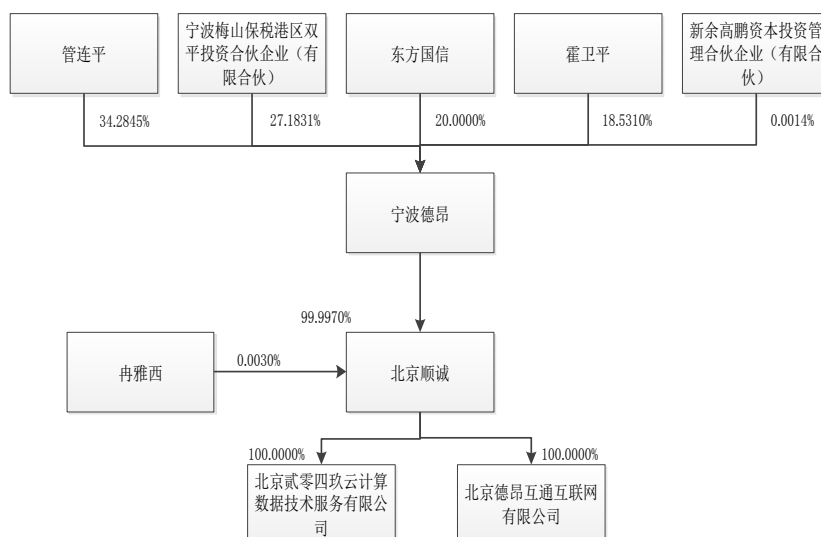 管连平
宁波梅山保税港区双
平投资合伙企业（有
限合伙）
东方国信
霍卫平
新余高鹏资本投资管
理合伙企业（有限合
伙）
34.2845%
27.1831%
20.0000%
18.5310%
0.0014%
宁波德昂
99.9970%
冉雅西
0.0030%
北京顺诚
100.0000%
100.0000%
北京贰零四玖云计算
数据技术服务有限公
司
北京德昂互通互联网
有限公司